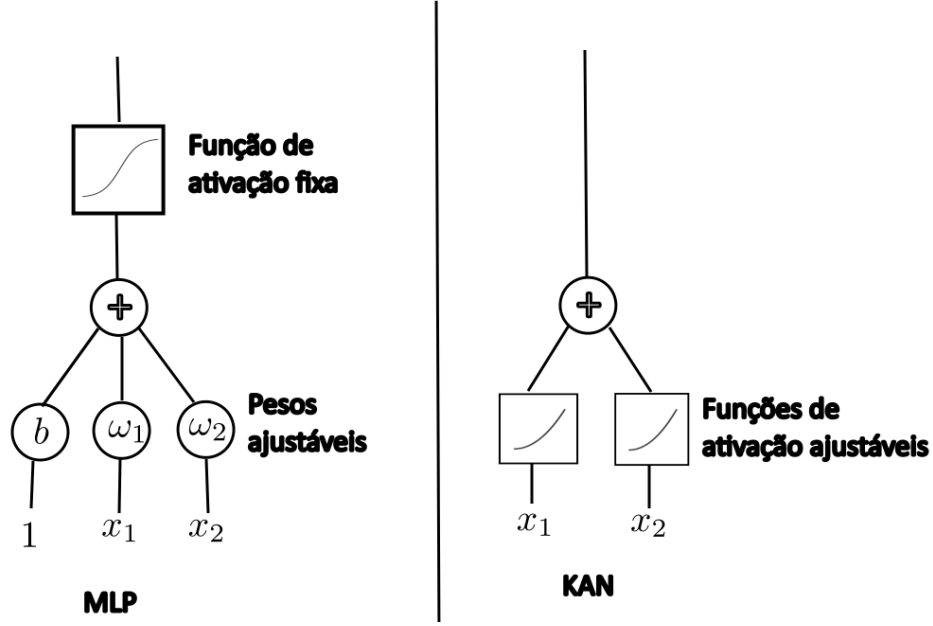 Função de
ativação fixa
+
b ω₁ ω₂
Pesos
ajustáveis
1 x₁ x₂
MLP
+
Funções de
ativação ajustáveis
x₁ x₂
KAN